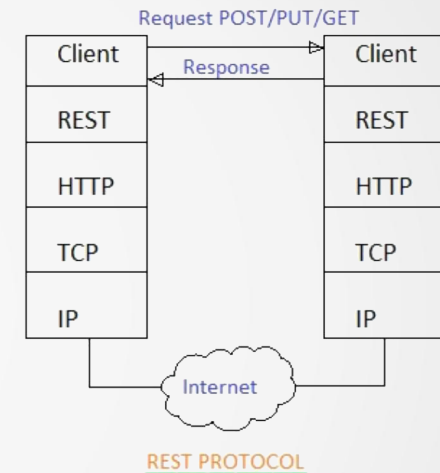 Request POST/PUT/GET
Response
Client
REST
HTTP
TCP
IP
Client
REST
HTTP
TCP
IP
Internet
REST PROTOCOL